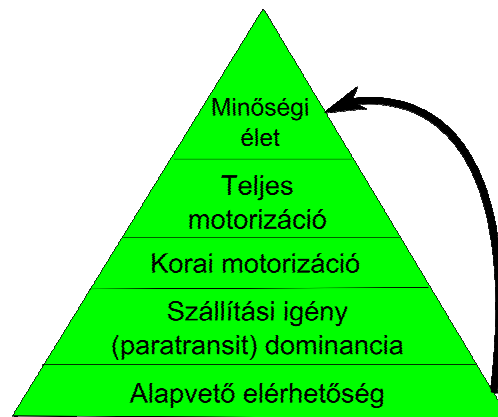 Minőségi
élet
Teljes
motorizáció
Korai motorizáció
Szállítási igény
(paratransit) dominancia
Alapvető elérhetőség